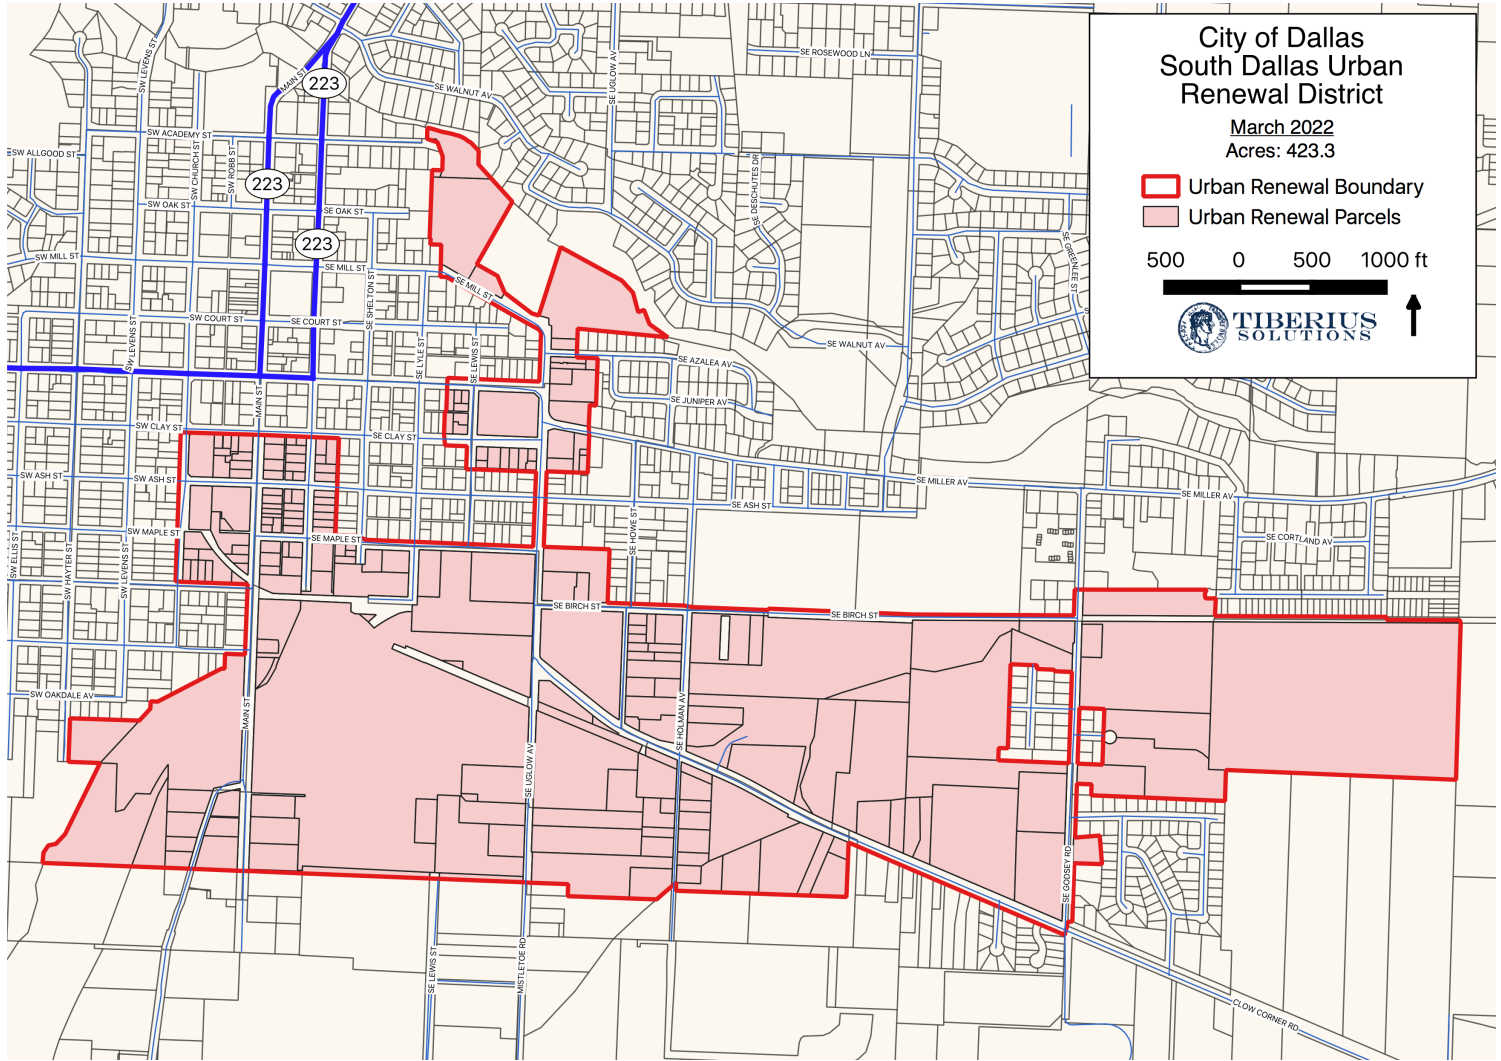 City of Dallas
South Dallas Urban
Renewal District
March 2022
Acres: 423.3
Urban Renewal Boundary
Urban Renewal Parcels
500 0 500 1000 ft
TIBERIUS
SOLUTIONS
SW LEVENS ST
MAIN ST
223
SE WALNUT AV
SE UGLOW AV
SE ROSEWOOD LN
SW ACADEMY ST
SW ALLGOOD ST
SW CHURCH ST
SW ROBB ST
223
SE DESCHUTES DR
SW OAK ST
SE OAK ST
223
SE GREENLEE ST
SW MILL ST
SE MILL ST
SE MILL ST
SE SHELTON ST
SW COURT ST
SE COURT ST
SW LEVENS ST
SE LYLE ST
SE LEWIS ST
SE WALNUT AV
SE AZALEA AV
SE JUNIPER AV
MAIN ST
SW CLAY ST
SE CLAY ST
SW ASH ST
SW ASH ST
SE MILLER AV
SE MILLER AV
SE ASH ST
SW MAPLE ST
SE MAPLE ST
SE HOWE ST
SE CORTLAND AV
SW ELLIS ST
SW HAYTER ST
SW LEVENS ST
SE BIRCH ST
SE BIRCH ST
SW OAKDALE AV
MAIN ST
SE HOLMAN AV
SE UGLOW AV
SE GODSEY RD
SE LEWIS ST
MISTLETOE RD
CLOW CORNER RD